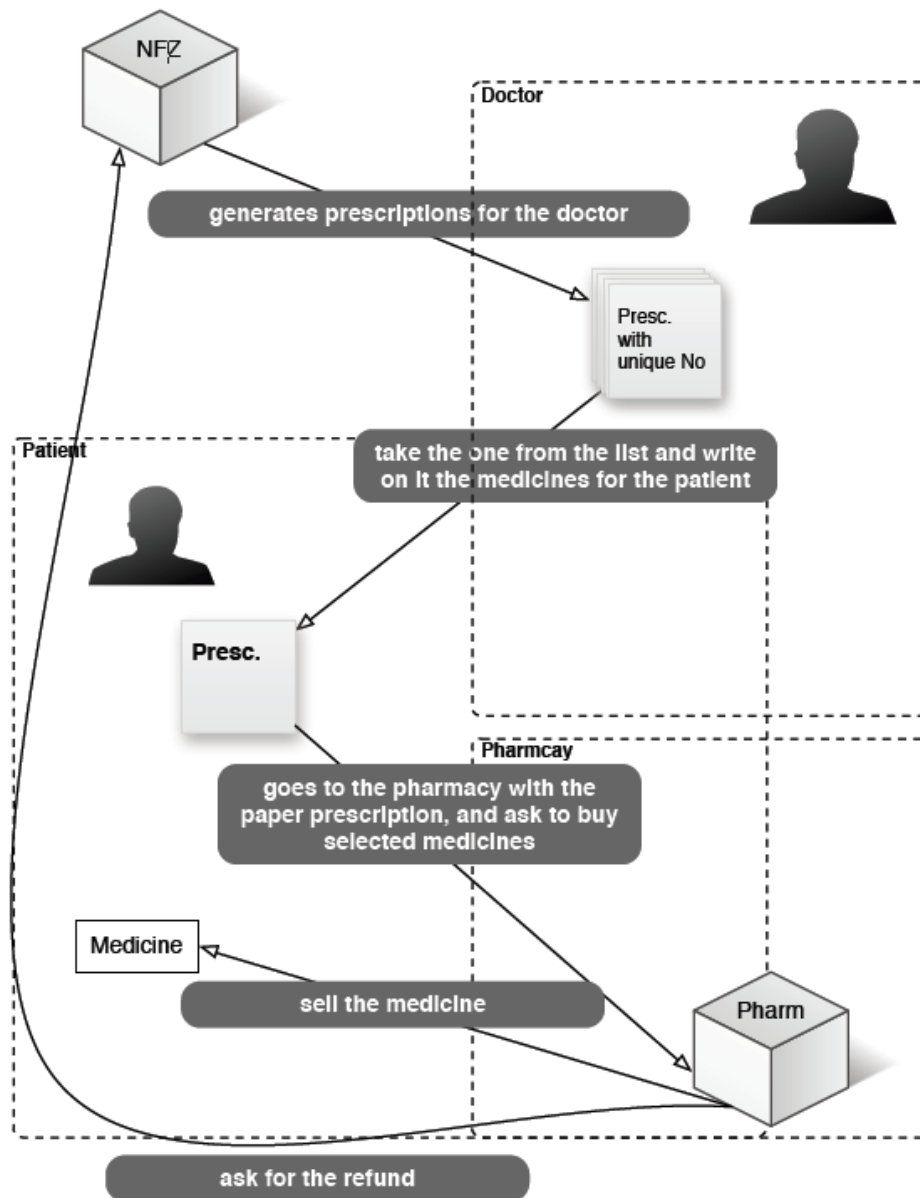 NFZ
Doctor
generates prescriptions for the doctor
Presc.
with
unique No
take the one from the list and write
on it the medicines for the patient
Patient
Presc.
Pharmcay
goes to the pharmacy with the
paper prescription, and ask to buy
selected medicines
Medicine
sell the medicine
Pharm
ask for the refund